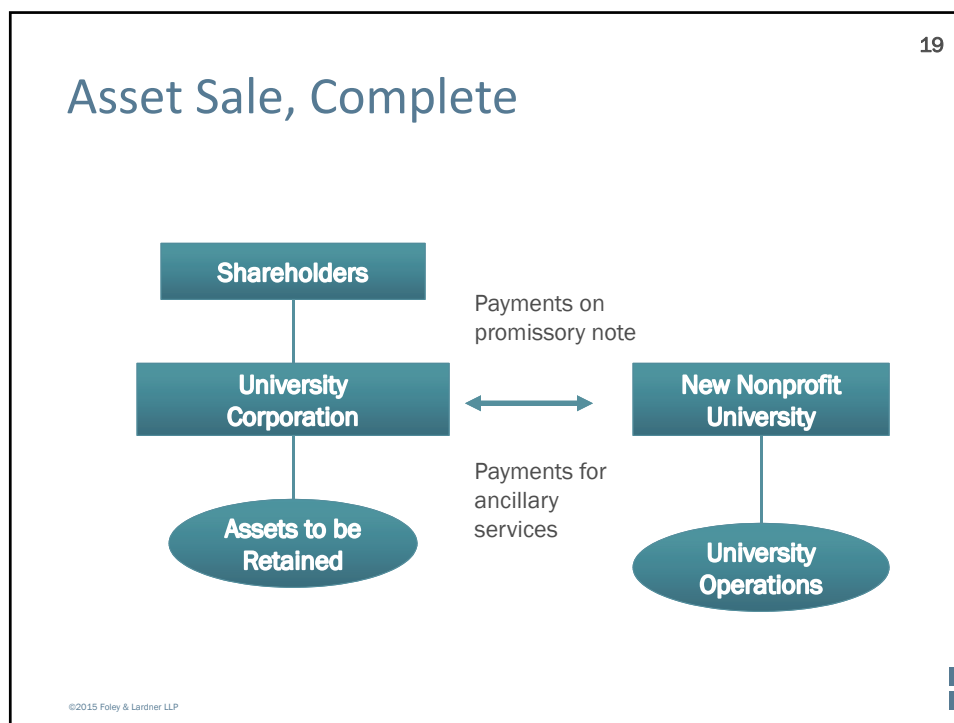 19
Asset Sale, Complete
Shareholders
Payments on
promissory note
University
Corporation
New Nonprofit
University
Payments for
ancillary
services
Assets to be
Retained
University
Operations
©2015 Foley & Lardner LLP